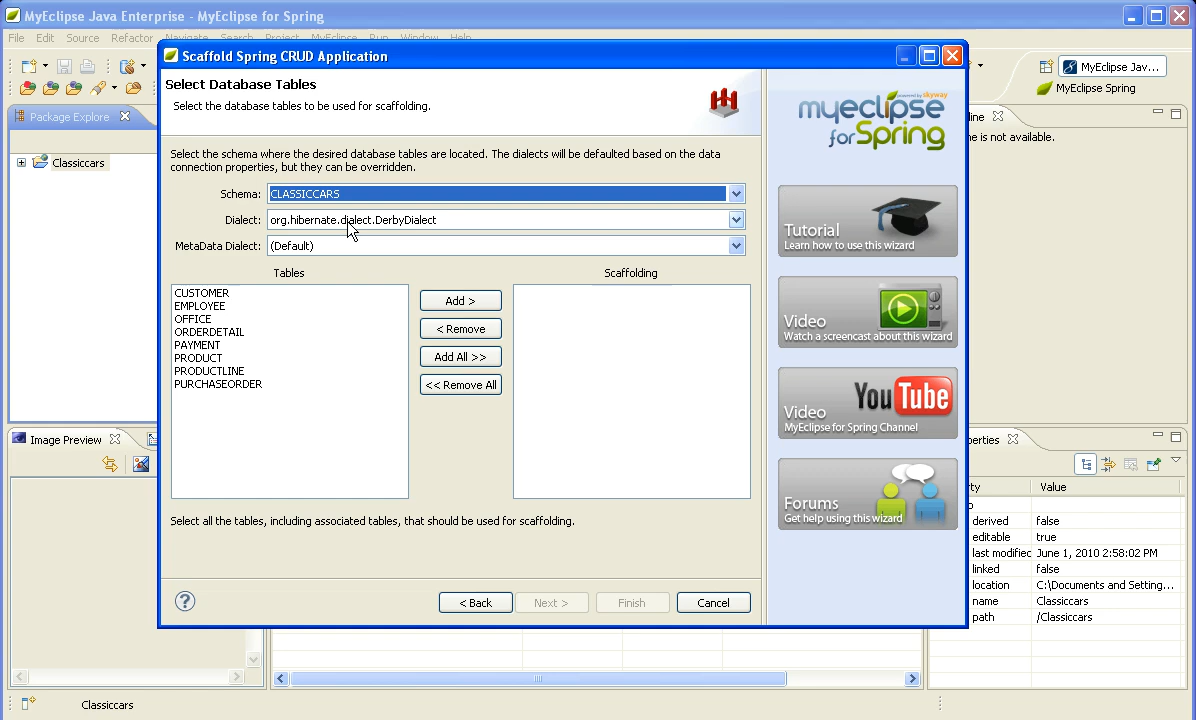 MyEclipse Java Enterprise - MyEclipse for Spring
File Edit Source Refactor Navigate Search Project MyEclipse Run Window Help
MyEclipse Jav...
MyEclipse Spring
Package Explore
Classiccars
Scaffold Spring CRUD Application
Select Database Tables
Select the database tables to be used for scaffolding.
Select the schema where the desired database tables are located. The dialects will be defaulted based on the data
connection properties, but they can be overridden.
Schema: CLASSICCARS
Dialect: org.hibernate.dialect.DerbyDialect
MetaData Dialect: (Default)
Tables
Scaffolding
CUSTOMER
EMPLOYEE
OFFICE
ORDERDETAIL
PAYMENT
PRODUCT
PRODUCTLINE
PURCHASEORDER
Add >
< Remove
Add All >>
<< Remove All
Select all the tables, including associated tables, that should be used for scaffolding.
< Back
Next >
Finish
Cancel
powered by skyway
myeclipse
for Spring
Tutorial
Learn how to use this wizard
Video
Watch a screencast about this wizard
YouTube
Video
MyEclipse for Spring Channel
Forums
Get help using this wizard
line
e is not available.
Image Preview
perties
ty Value
o
derived false
editable true
last modifiec June 1, 2010 2:58:02 PM
linked false
location C:\Documents and Setting...
name Classiccars
path /Classiccars
Classiccars